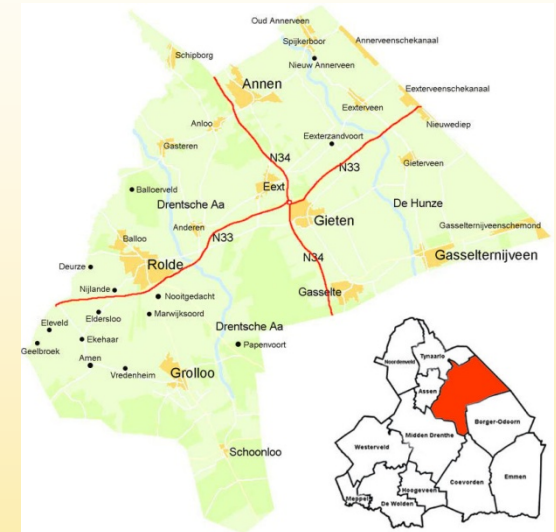 Oud Annerveen
Spijkerboor
Annerveenschekanaal
Nieuw Annerveen
Schipborg
Annen
Eexterveenschekanaal
Eexterveen
Nieuwediep
Anloo
N34
Eexterzandvoort
Gasteren
N33
Gieterveen
Eext
Balloerveld
Drentsche Aa
De Hunze
Gieten
Anderen
Gasselternijveenschemond
Balloo
N33
N34
Gasselternijveen
Deurze
Rolde
Nijlande
Nooitgedacht
Gasselte
Eldersloo
Marwijksoord
Eleveld
Drentsche Aa
Geelbroek
Ekehaar
Papenvoort
Amen
Vredenheim
Grolloo
Schoonloo
Noordenveld
Tynaarlo
Assen
Borger-Odoorn
Midden Drenthe
Westerveld
Emmen
Coevorden
Hoogeveen
Meppel
De Wolden